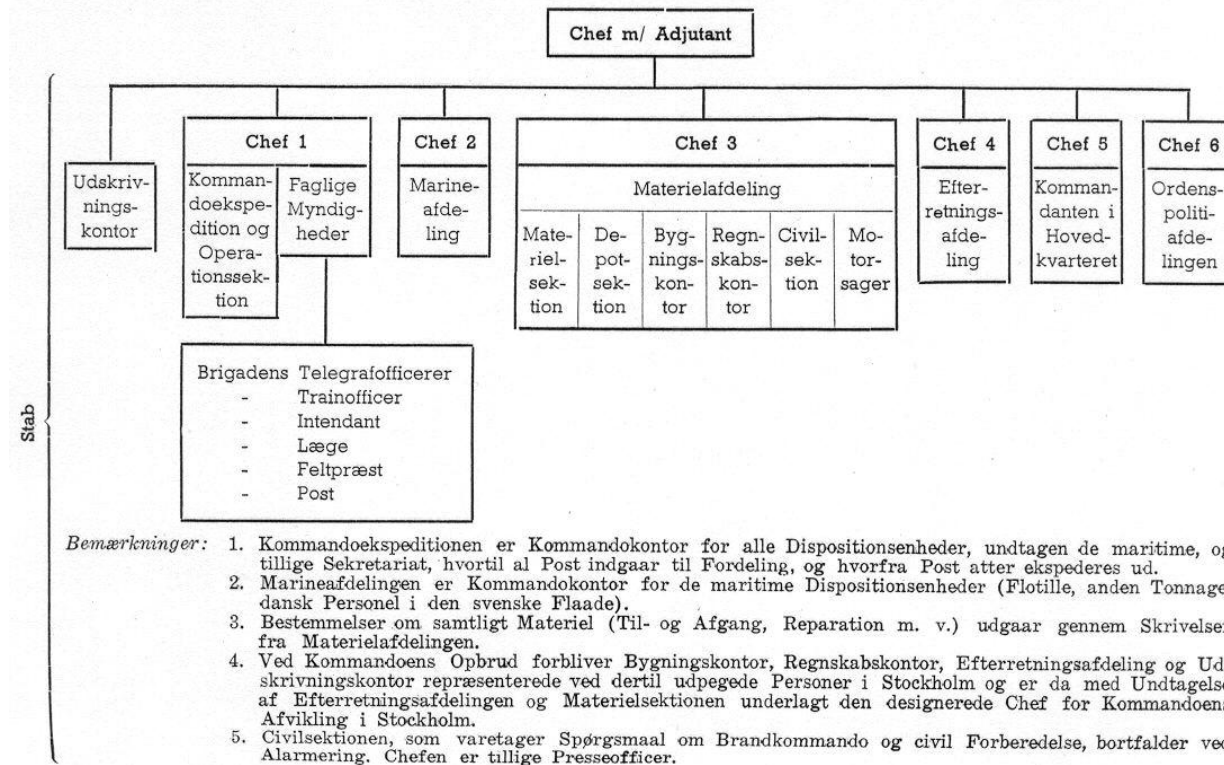 Chef m/ Adjutant
Udskriv-
nings-
kontor
Chef 1
Komman-
doekspe-
dition og
Opera-
tionssek-
tion
Faglige
Myndig-
heder
Chef 2
Marine-
afde-
ling
Chef 3
Materielafdeling
Mate-
riel-
sek-
tion
De-
pot-
sek-
tion
Byg-
nings-
kon-
tor
Regn-
skabs-
kon-
tor
Civil-
sek-
tion
Mo-
tor-
sager
Chef 4
Efter-
retnings-
afde-
ling
Chef 5
Komman-
danten i
Hoved-
kvarteret
Chef 6
Ordens-
politi-
afde-
lingen
Brigadens Telegrafofficerer
- Trainofficer
- Intendant
- Læge
- Feltpræst
- Post
Stab
Bemærkninger: 1. Kommandoekspeditionen er Kommandokontor for alle Dispositionsenheder, undtagen de maritime, og
tillige Sekretariat, hvortil al Post indgaar til Fordeling, og hvorfra Post atter ekspederes ud.
2. Marineafdelingen er Kommandokontor for de maritime Dispositionsenheder (Flotille, anden Tonnage
dansk Personel i den svenske Flaade).
3. Bestemmelser om samtligt Materiel (Til- og Afgang, Reparation m. v.) udgaar gennem Skrivelser
fra Materielafdelingen.
4. Ved Kommandoens Opbrud forbliver Bygningskontor, Regnskabskontor, Efterretningsafdeling og Ud
skrivningskontor repræsenterede ved dertil udpegede Personer i Stockholm og er da med Undtagelse
af Efterretningsafdelingen og Materielsektionen underlagt den designerede Chef for Kommandoens
Afvikling i Stockholm.
5. Civilsektionen, som varetager Spørgsmaal om Brandkommando og civil Forberedelse, bortfalder ved
Alarmering. Chefen er tillige Presseofficer.